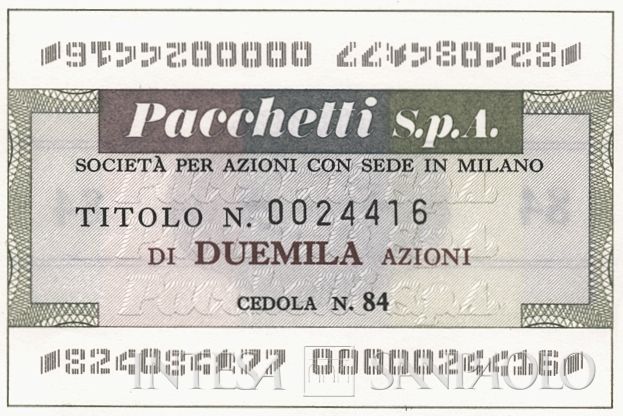 Pacchetti S.p.A.
SOCIETÀ PER AZIONI CON SEDE IN MILANO
TITOLO N. 0024416
DI DUEMILA AZIONI
CEDOLA N. 84
INTESA SANPAOLO